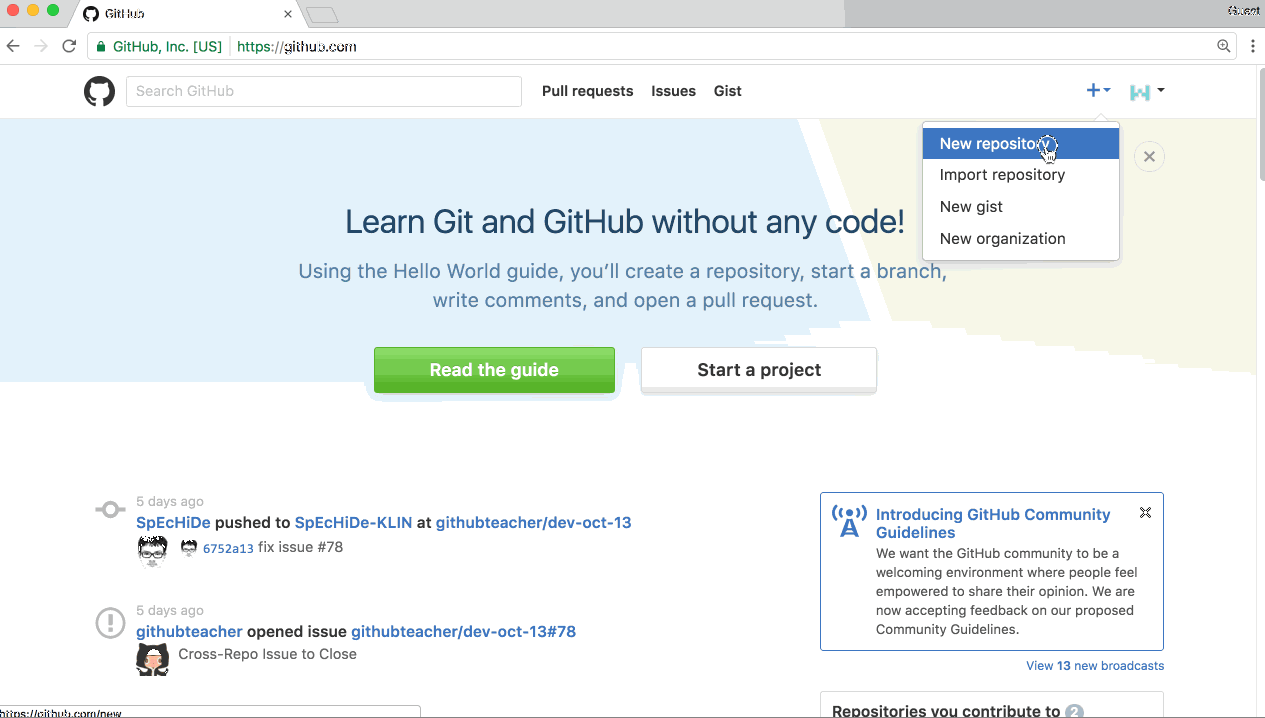 GitHub
Guest
GitHub, Inc. [US] https://github.com
Search GitHub
Pull requests Issues Gist
New repository
Import repository
New gist
New organization
Learn Git and GitHub without any code!
Using the Hello World guide, you’ll create a repository, start a branch,
write comments, and open a pull request.
Read the guide
Start a project
5 days ago
SpEcHiDe pushed to SpEcHiDe-KLIN at githubteacher/dev-oct-13
6752a13 fix issue #78
5 days ago
githubteacher opened issue githubteacher/dev-oct-13#78
Cross-Repo Issue to Close
Introducing GitHub Community
Guidelines
We want the GitHub community to be a
welcoming environment where people feel
empowered to share their opinion. We are
now accepting feedback on our proposed
Community Guidelines.
View 13 new broadcasts
Repositories you contribute to 2
https://github.com/new